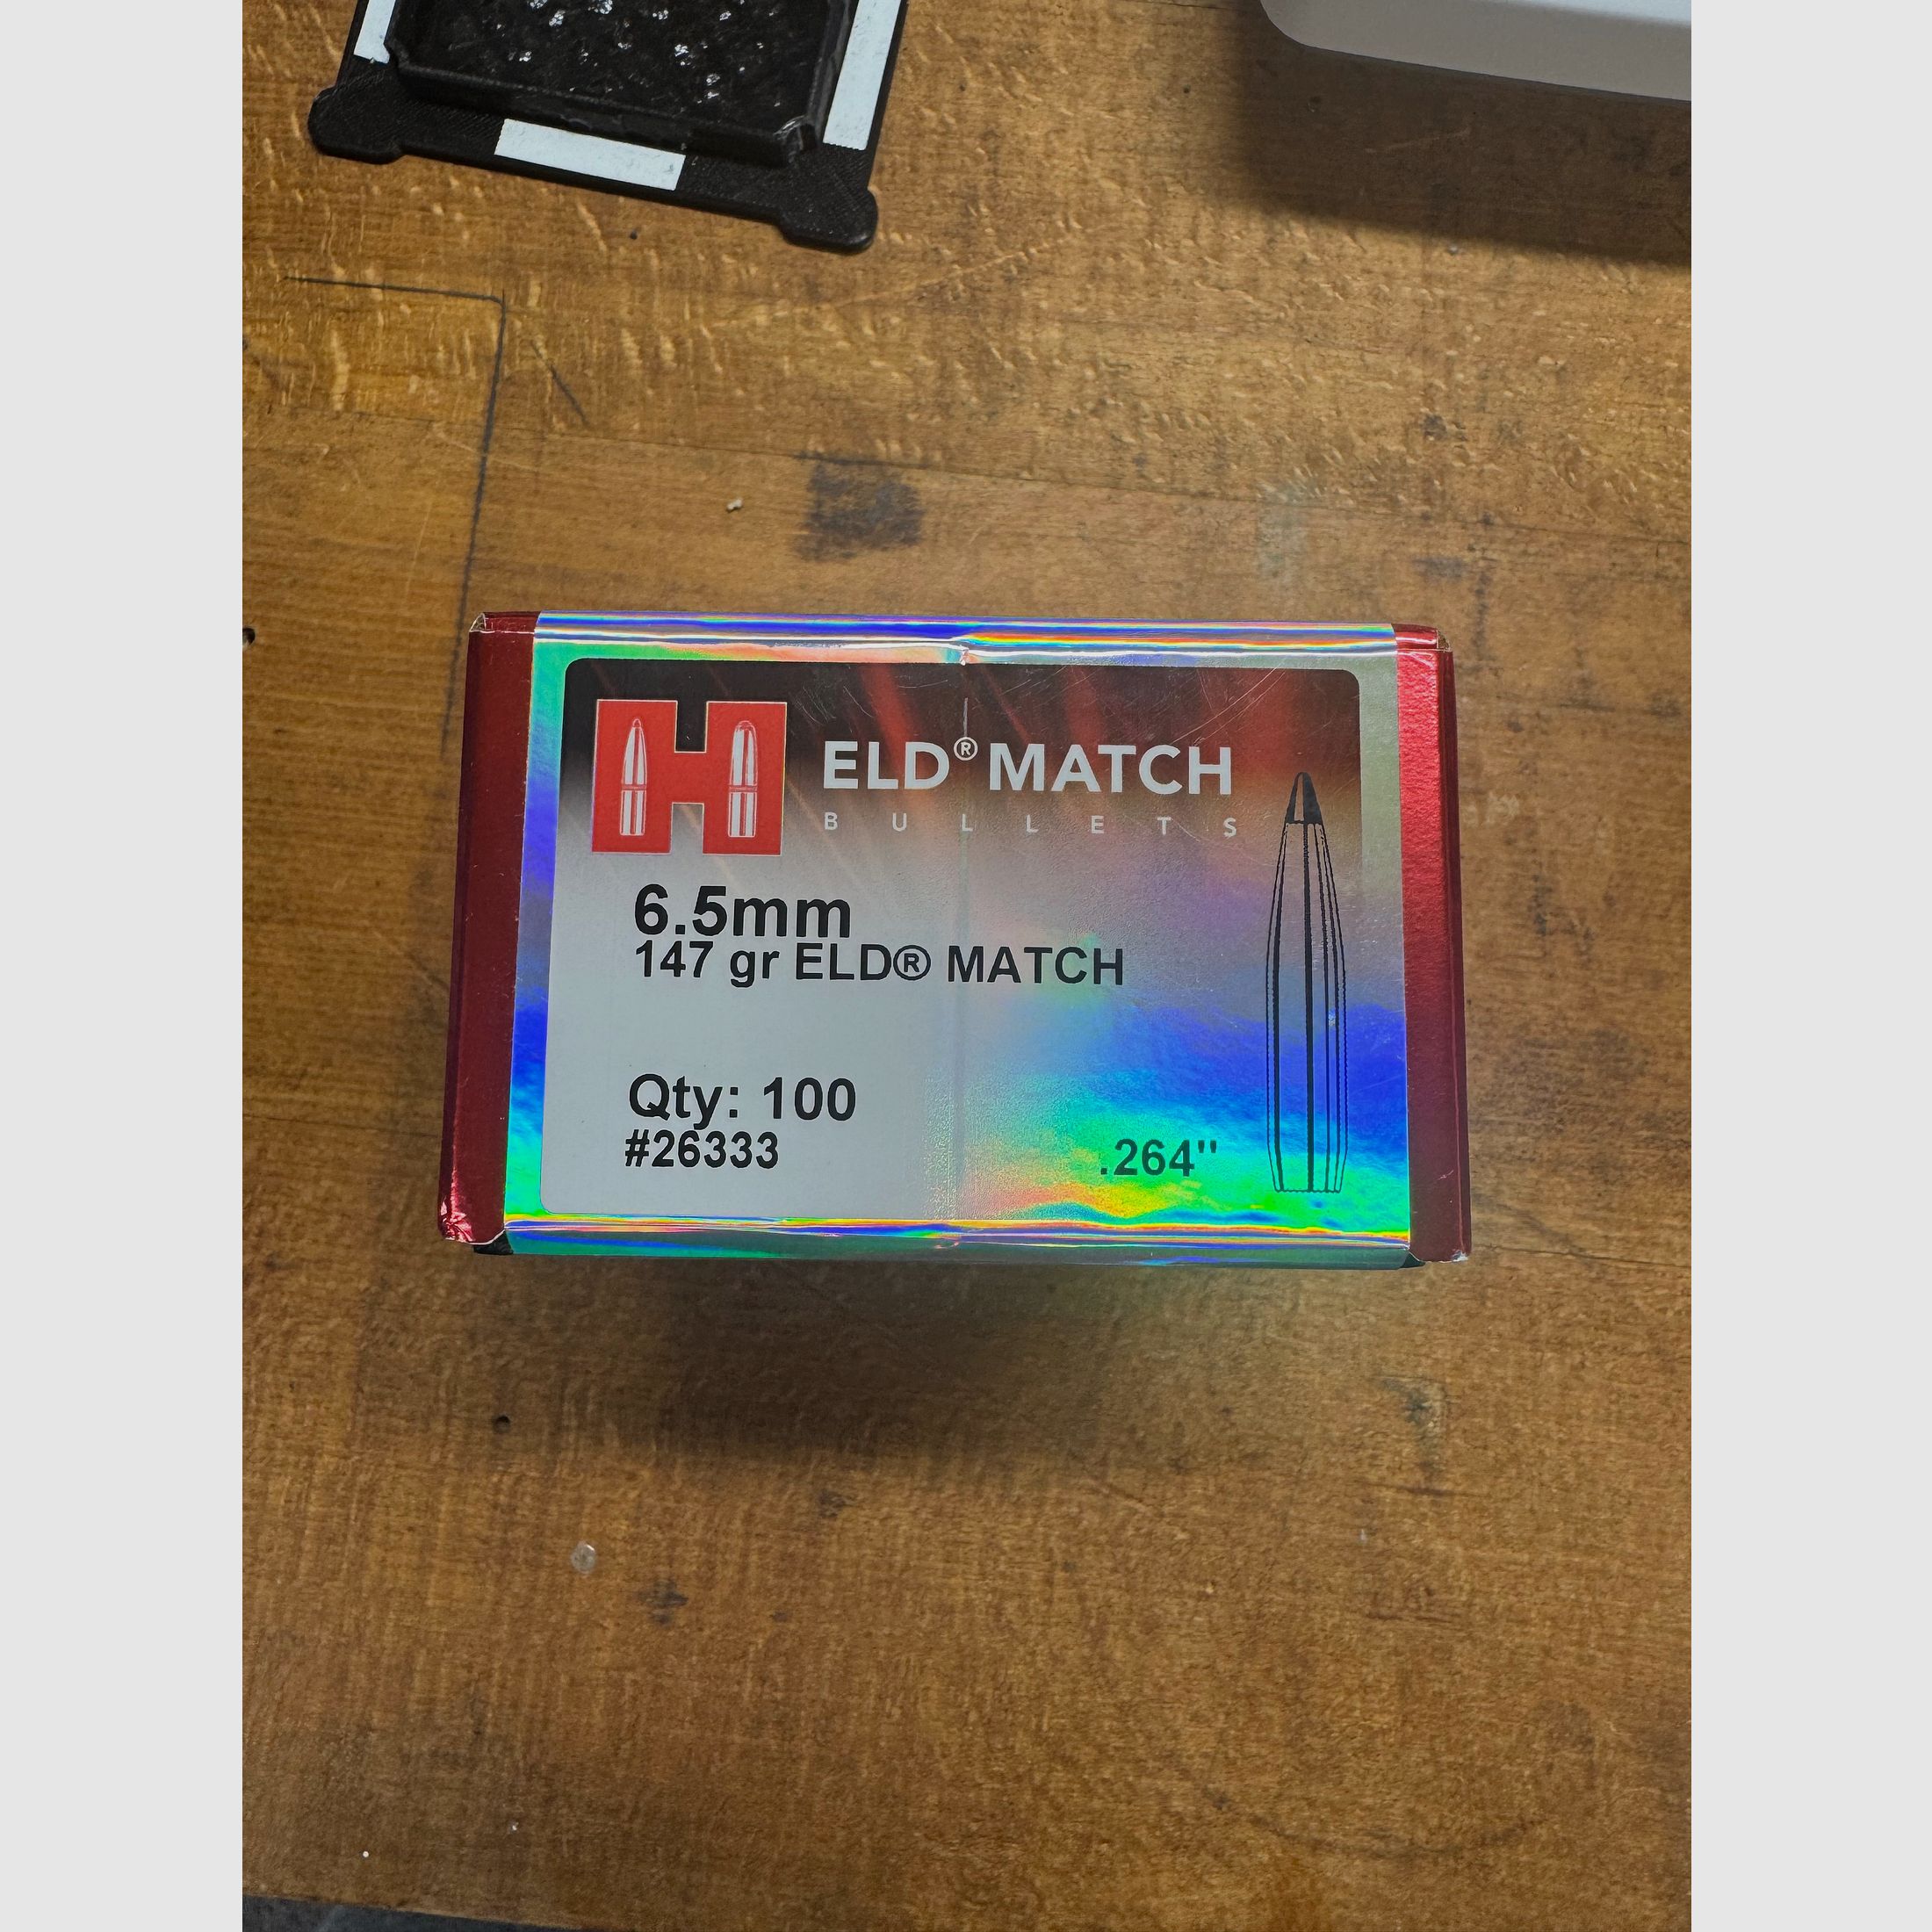 H
ELD® MATCH
BULLETS
6.5mm
147 gr ELD® MATCH
Qty: 100
#26333
.264"